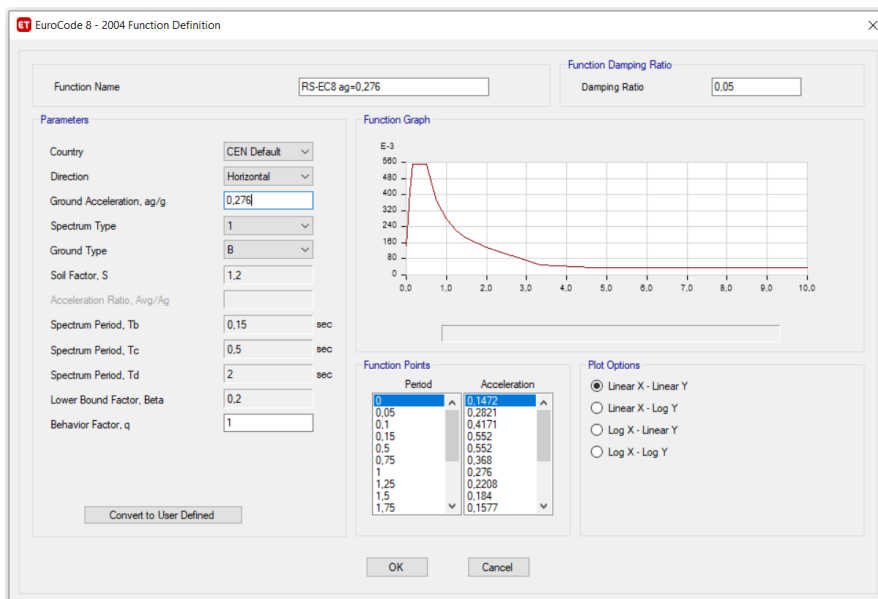 ET EuroCode 8 - 2004 Function Definition
Function Name
RS-EC8 ag=0,276
Function Damping Ratio
Damping Ratio
0,05
Parameters
Country
CEN Default
Direction
Horizontal
Ground Acceleration, ag/g
0,276
Spectrum Type
1
Ground Type
B
Soil Factor, S
1,2
Acceleration Ratio, Avg/Ag
Spectrum Period, Tb
0,15
sec
Spectrum Period, Tc
0,5
sec
Spectrum Period, Td
2
sec
Lower Bound Factor, Beta
0,2
Behavior Factor, q
1
Convert to User Defined
Function Graph
E-3
560
480
400
320
240
160
80
0
0,0 1,0 2,0 3,0 4,0 5,0 6,0 7,0 8,0 9,0 10,0
Function Points
Period Acceleration
0 0,1472
0,05 0,2821
0,1 0,4171
0,15 0,552
0,5 0,552
0,75 0,368
1 0,276
1,25 0,2208
1,5 0,184
1,75 0,1577
Plot Options
Linear X - Linear Y
Linear X - Log Y
Log X - Linear Y
Log X - Log Y
OK
Cancel